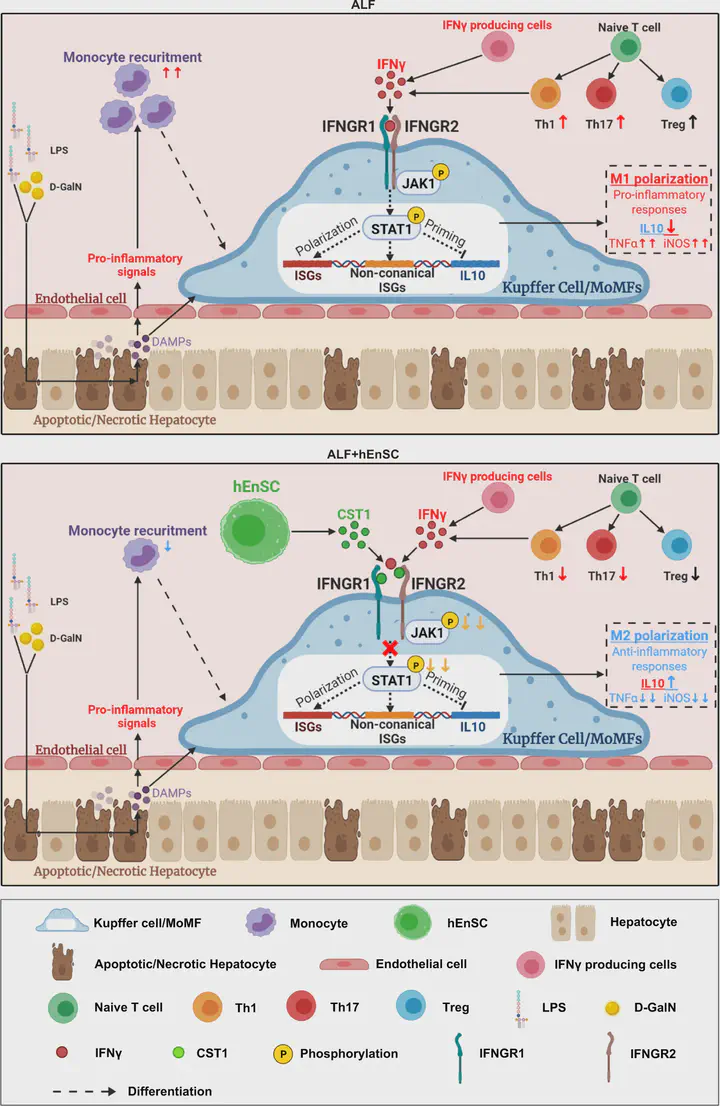 ALF
IFNγ producing cells
Naive T cell
Monocyte recuritment
IFNγ
Th1
Th17
Treg
IFNGR1
IFNGR2
LPS
D-GalN
JAK1
P
M1 polarization
Pro-inflammatory
responses
IL10
TNFα iNOS
P
STAT1
Polarization
Priming
Pro-inflammatory
signals
ISGs
Non-conanical
ISGs
IL10
Kupffer Cell/MoMFs
Endothelial cell
DAMPs
Apoptotic/Necrotic Hepatocyte
ALF+hEnSC
IFNγ producing cells
Naive T cell
hEnSC
CST1
IFNγ
Monocyte recuritment
Th1
Th17
Treg
IFNGR1
IFNGR2
LPS
D-GalN
JAK1
P
M2 polarization
Anti-inflammatory
responses
IL10
TNFα iNOS
P
STAT1
Polarization
Priming
Pro-inflammatory
signals
ISGs
Non-conanical
ISGs
IL10
Kupffer Cell/MoMFs
Endothelial cell
DAMPs
Apoptotic/Necrotic Hepatocyte
Kupffer cell/MoMF
Monocyte
hEnSC
Hepatocyte
Apoptotic/Necrotic Hepatocyte
Endothelial cell
IFNγ producing cells
Naive T cell
Th1
Th17
Treg
LPS
D-GalN
IFNγ
CST1
P
Phosphorylation
IFNGR1
IFNGR2
Differentiation